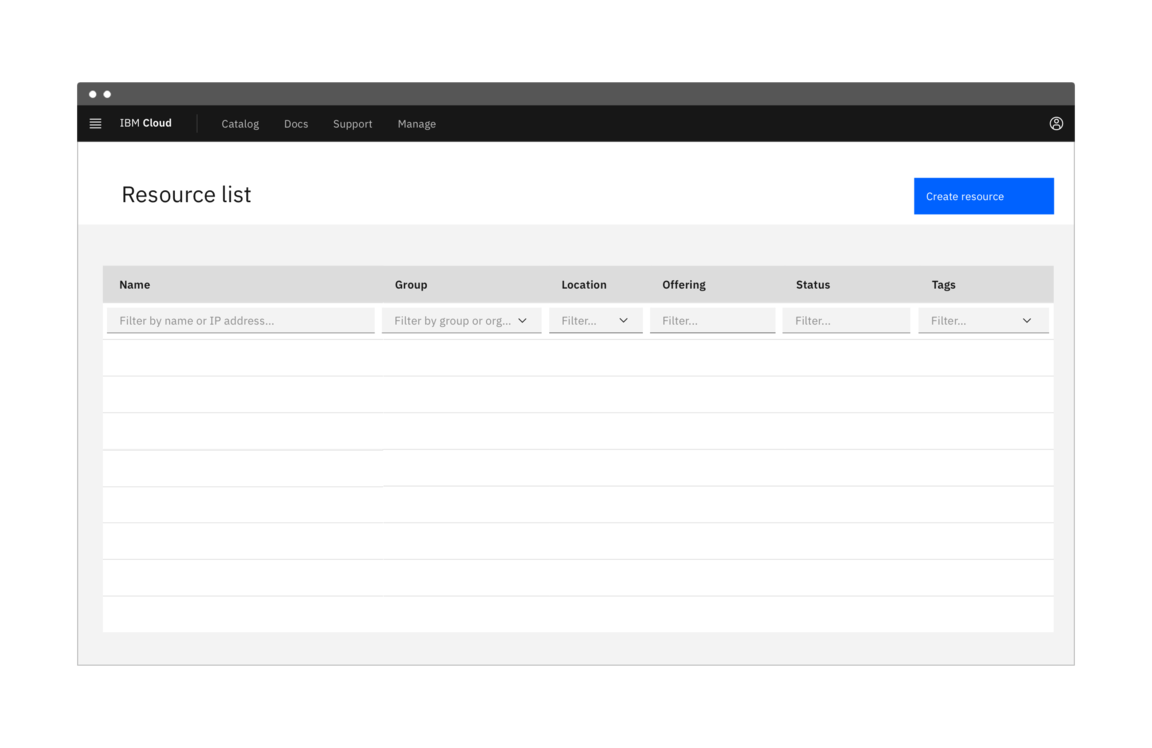 IBM Cloud Catalog Docs Support Manage
Resource list
Create resource
Name Group Location Offering Status Tags
Filter by name or IP address... Filter by group or org... Filter... Filter... Filter... Filter...